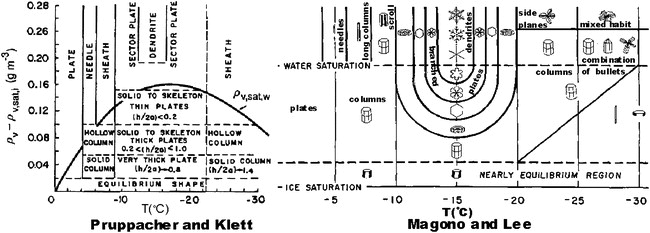 0.28
0.24
0.20
0.16
0.12
0.08
0.04
ρv – ρv,sat,i (g m-3)
PLATE
NEEDLE
SHEATH
SECTOR PLATE
DENDRITE
SECTOR PLATE
SHEATH
ρv,sat,w
SOLID TO SKELETON
THIN PLATES
(h/2a)<0.2
HOLLOW
COLUMN
SOLID TO SKELETON
THICK PLATES
0.2<(h/2a)<1.0
HOLLOW
COLUMN
SOLID
COLUMN
VERY THICK PLATE
(h/2a)~0.8
SOLID COLUMN
(h/2a)~1.4
EQUILIBRIUM SHAPE
0
-10
-20
-30
T(°C)
Pruppacher and Klett
needles
long columns
scroll
branched
dendrites
plates
side
planes
mixed habit
WATER SATURATION
columns
combination
of bullets
plates
columns
ICE SATURATION
NEARLY EQUILIBRIUM REGION
-5
-10
-15
-20
-25
-30
T(°C)
Magono and Lee